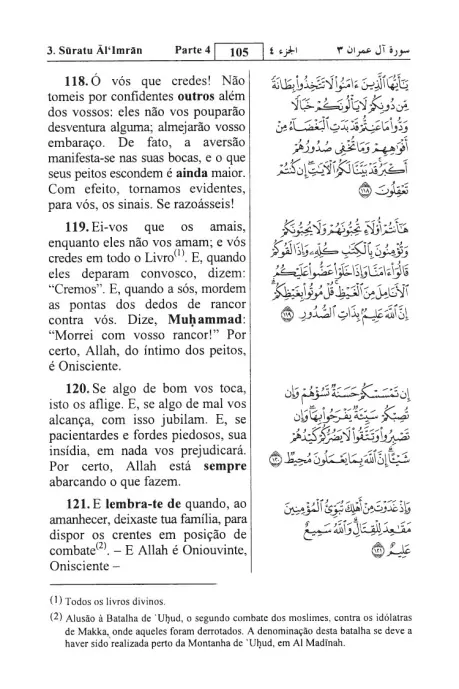 3. Sūratu Āl ͑Imrān Parte 4 105 الجزء ٤ سورة آل عمران ٣
118. Ó vós que credes! Não
tomeis por confidentes outros além
dos vossos: eles não vos pouparão
desventura alguma; almejarão vosso
embaraço. De fato, a aversão
manifesta-se nas suas bocas, e o que
seus peitos escondem é ainda maior.
Com efeito, tornamos evidentes,
para vós, os sinais. Se razoásseis!
يَٰٓأَيُّهَا ٱلَّذِينَ ءَامَنُوا۟ لَا تَتَّخِذُوا۟ بِطَانَةً
مِّن دُونِكُمْ لَا يَأْلُونَكُمْ خَبَالًا
وَدُّوا۟ مَا عَنِتُّمْ قَدْ بَدَتِ ٱلْبَغْضَآءُ مِنْ
أَفْوَٰهِهِمْ وَمَا تُخْفِى صُدُورُهُمْ
أَكْبَرُ قَدْ بَيَّنَّا لَكُمُ ٱلْءَايَٰتِ إِن كُنتُمْ
تَعْقِلُونَ ١١٨
119. Ei-vos que os amais,
enquanto eles não vos amam; e vós
credes em todo o Livro(1). E, quando
eles deparam convosco, dizem:
“Cremos”. E, quando a sós, mordem
as pontas dos dedos de rancor
contra vós. Dize, Muḥammad:
“Morrei com vosso rancor!” Por
certo, Allah, do íntimo dos peitos,
é Onisciente.
هَٰٓأَنتُمْ أُو۟لَآءِ تُحِبُّونَهُمْ وَلَا يُحِبُّونَكُمْ
وَتُؤْمِنُونَ بِٱلْكِتَٰبِ كُلِّهِۦ وَإِذَا لَقُوكُمْ
قَالُوٓا۟ ءَامَنَّا وَإِذَا خَلَوْا۟ عَضُّوا۟ عَلَيْكُمُ
ٱلْأَنَامِلَ مِنَ ٱلْغَيْظِ قُلْ مُوتُوا۟ بِغَيْظِكُمْ
إِنَّ ٱللَّهَ عَلِيمٌۢ بِذَاتِ ٱلصُّدُورِ ١١٩
120. Se algo de bom vos toca,
isto os aflige. E, se algo de mal vos
alcança, com isso jubilam. E, se
pacientardes e fordes piedosos, sua
insídia, em nada vos prejudicará.
Por certo, Allah está sempre
abarcando o que fazem.
إِن تَمْسَسْكُمْ حَسَنَةٌ تَسُؤْهُمْ وَإِن
تُصِبْكُمْ سَيِّئَةٌ يَفْرَحُوا۟ بِهَا وَإِن
تَصْبِرُوا۟ وَتَتَّقُوا۟ لَا يَضُرُّكُمْ كَيْدُهُمْ
شَيْـًٔا إِنَّ ٱللَّهَ بِمَا يَعْمَلُونَ مُحِيطٌ ١٢٠
121. E lembra-te de quando, ao
amanhecer, deixaste tua família, para
dispor os crentes em posição de
combate(2). – E Allah é Oniouvinte,
Onisciente –
وَإِذْ غَدَوْتَ مِنْ أَهْلِكَ تُبَوِّئُ ٱلْمُؤْمِنِينَ
مَقَٰعِدَ لِلْقِتَالِ وَٱللَّهُ سَمِيعٌ
عَلِيمٌ ١٢١
(1) Todos os livros divinos.
(2) Alusão à Batalha de `Uḥud, o segundo combate dos moslimes, contra os idólatras
de Makka, onde aqueles foram derrotados. A denominação desta batalha se deve a
haver sido realizada perto da Montanha de `Uḥud, em Al Madīnah.